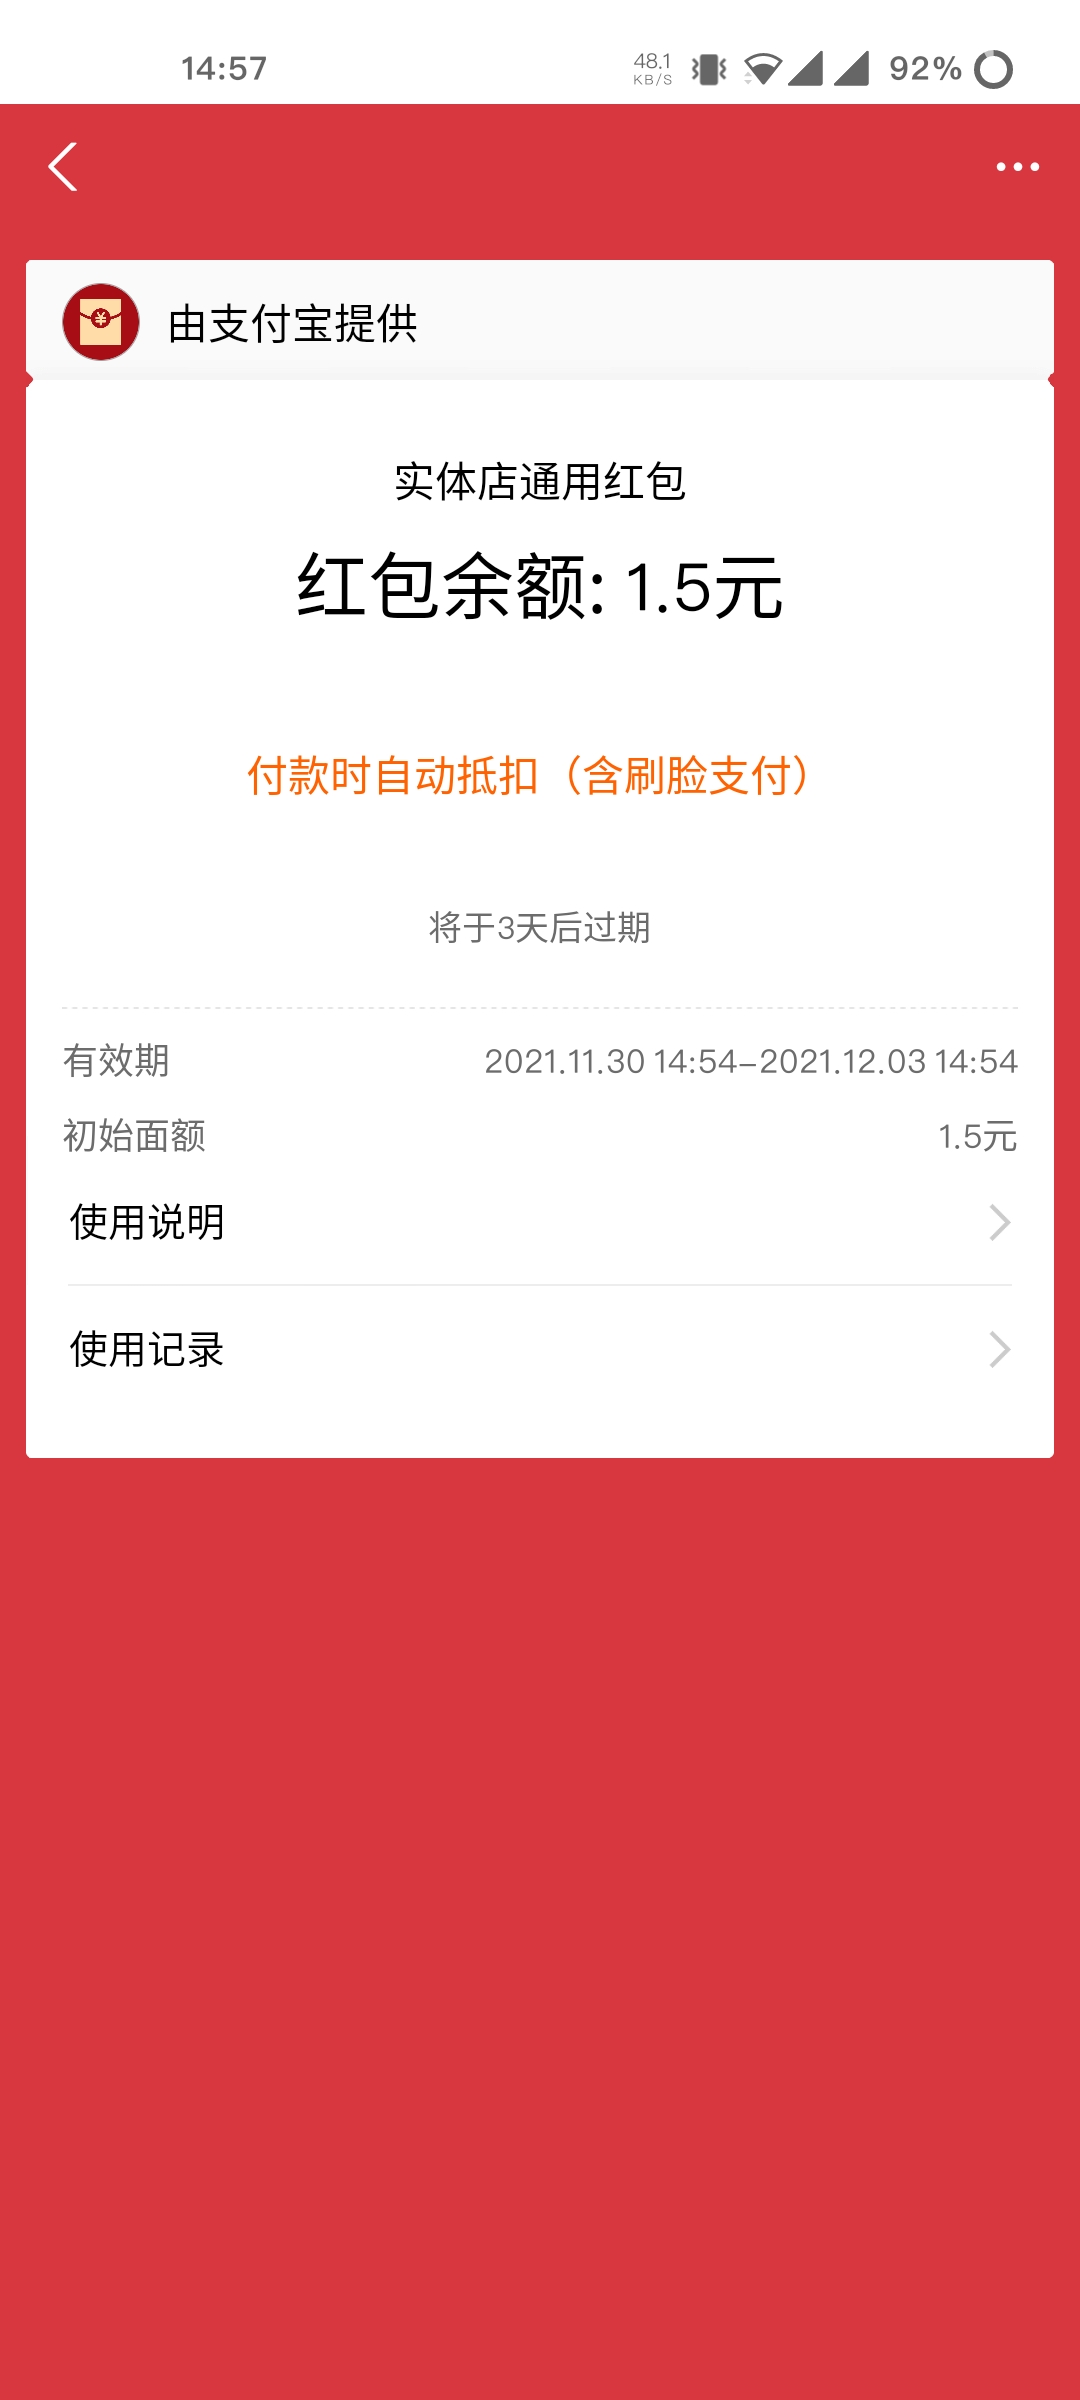 14:57
48.1
KB/S
92%
由支付宝提供
实体店通用红包
红包余额: 1.5元
付款时自动抵扣（含刷脸支付）
将于3天后过期
有效期 2021.11.30 14:54-2021.12.03 14:54
初始面额 1.5元
使用说明
使用记录